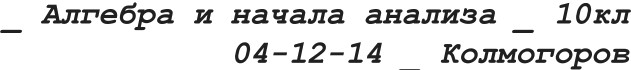 _ Алгебра и начала анализа _ 10кл
04-12-14 _ Колмогоров